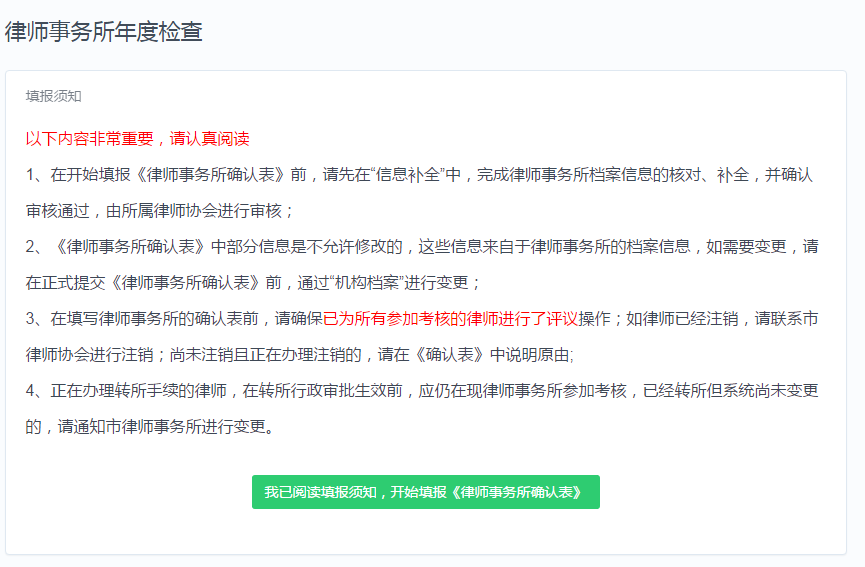 律师事务所年度检查
填报须知
以下内容非常重要，请认真阅读
1、在开始填报《律师事务所确认表》前，请先在“信息补全”中，完成律师事务所档案信息的核对、补全，并确认
审核通过，由所属律师协会进行审核；
2、《律师事务所确认表》中部分信息是不允许修改的，这些信息来自于律师事务所的档案信息，如需要变更，请
在正式提交《律师事务所确认表》前，通过“机构档案”进行变更；
3、在填写律师事务所的确认表前，请确保已为所有参加考核的律师进行了评议操作；如律师已经注销，请联系市
律师协会进行注销；尚未注销且正在办理注销的，请在《确认表》中说明原由;
4、正在办理转所手续的律师，在转所行政审批生效前，应仍在现律师事务所参加考核，已经转所但系统尚未变更
的，请通知市律师事务所进行变更。
我已阅读填报须知，开始填报《律师事务所确认表》